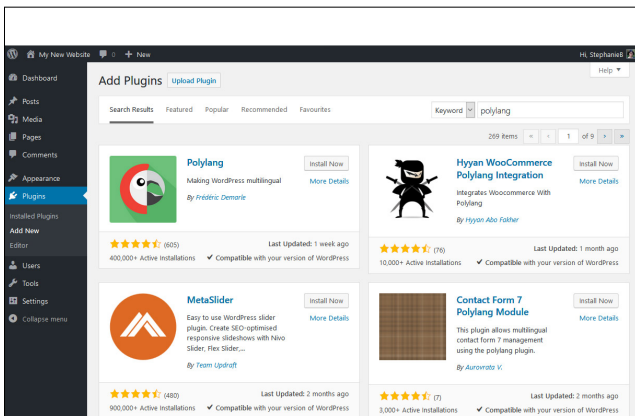 My New Website 0 + New Hi, StephanieB
Help
Dashboard
Posts
Media
Pages
Comments
Appearance
Plugins
Installed Plugins
Add New
Editor
Users
Tools
Settings
Collapse menu
Add Plugins Upload Plugin
Search Results Featured Popular Recommended Favourites Keyword polylang
269 items « ‹ 1 of 9 › »
Polylang Install Now
Making WordPress multilingual More Details
By Frédéric Demarle
(605) Last Updated: 1 week ago
400,000+ Active Installations ✔ Compatible with your version of WordPress
Hyyan WooCommerce Install Now
Polylang Integration
More Details
Integrates WooCommerce With
Polylang
By Hyyan Abo Fakher
(76) Last Updated: 1 month ago
10,000+ Active Installations ✔ Compatible with your version of WordPress
MetaSlider Install Now
Easy to use WordPress slider More Details
plugin. Create SEO-optimised
responsive slideshows with Nivo
Slider, Flex Slider,...
By Team Updraft
(480) Last Updated: 2 months ago
900,000+ Active Installations ✔ Compatible with your version of WordPress
Contact Form 7 Install Now
Polylang Module
More Details
This plugin allows multilingual
contact form 7 management
using the polylang plugin.
By Aurovrata V.
(7) Last Updated: 2 months ago
3,000+ Active Installations ✔ Compatible with your version of WordPress